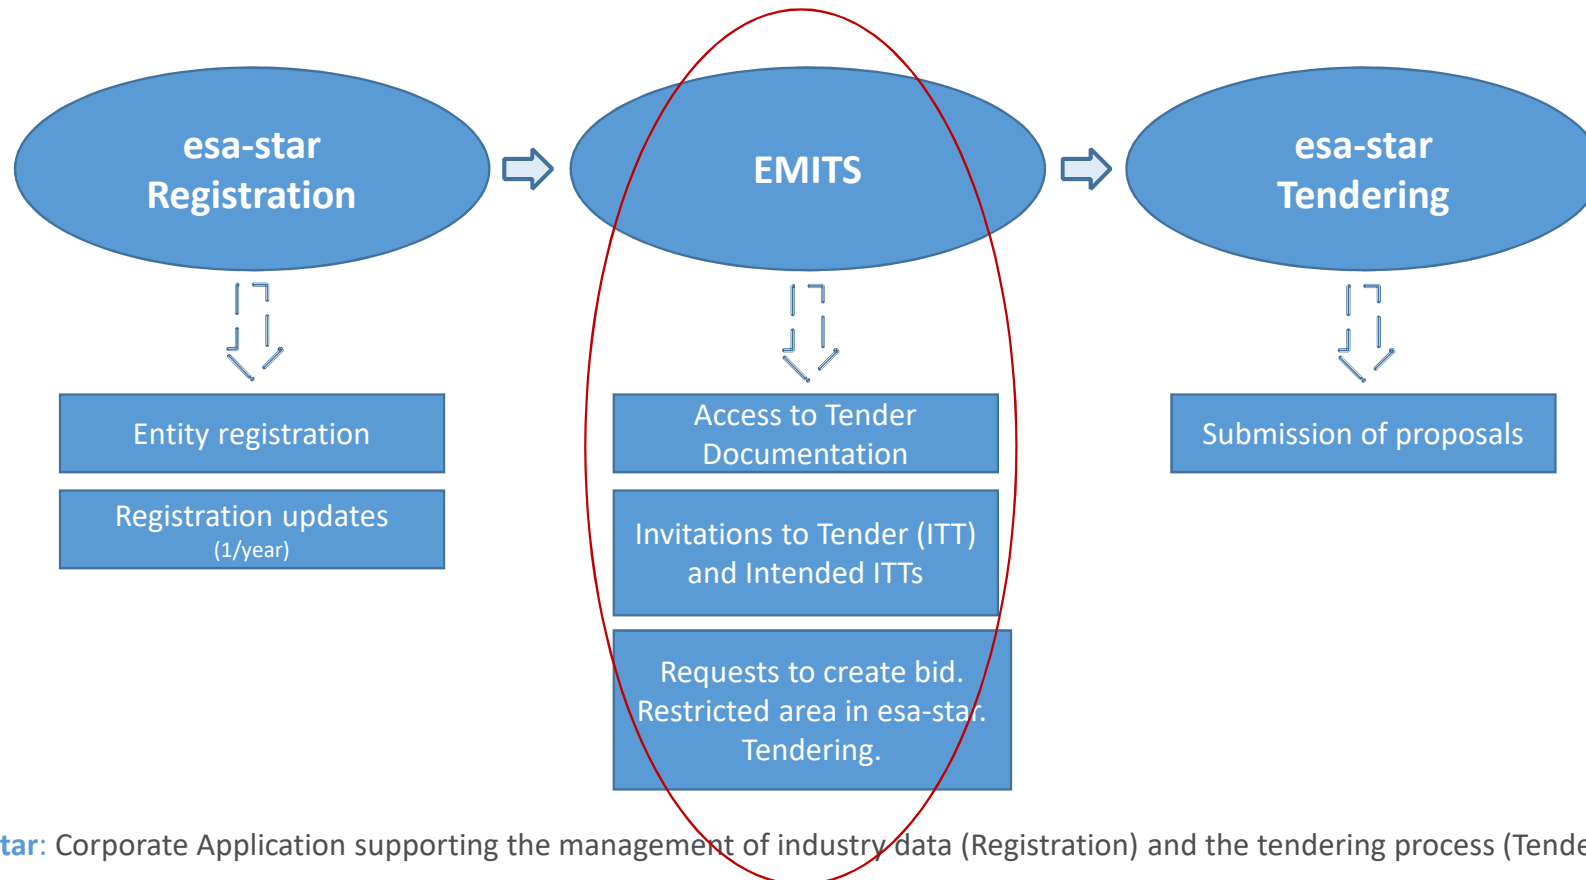 esa-star
Registration
EMITS
esa-star
Tendering
Entity registration
Registration updates
(1/year)
Access to Tender
Documentation
Invitations to Tender (ITT)
and Intended ITTs
Requests to create bid.
Restricted area in esa-star.
Tendering.
Submission of proposals
tar: Corporate Application supporting the management of industry data (Registration) and the tendering process (Tende